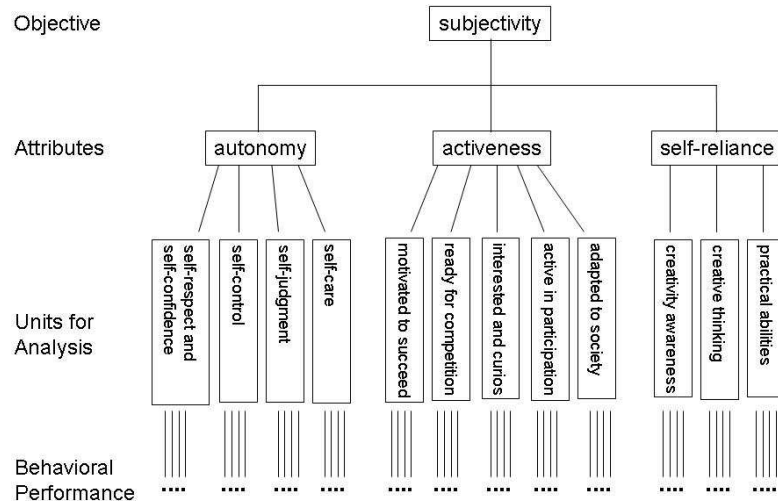 Objective
subjectivity
Attributes
autonomy
activeness
self-reliance
Units for
Analysis
self-respect and
self-confidence
self-control
self-judgment
self-care
motivated to succeed
ready for competition
interested and curios
active in participation
adapted to society
creativity awareness
creative thinking
practical abilities
Behavioral
Performance